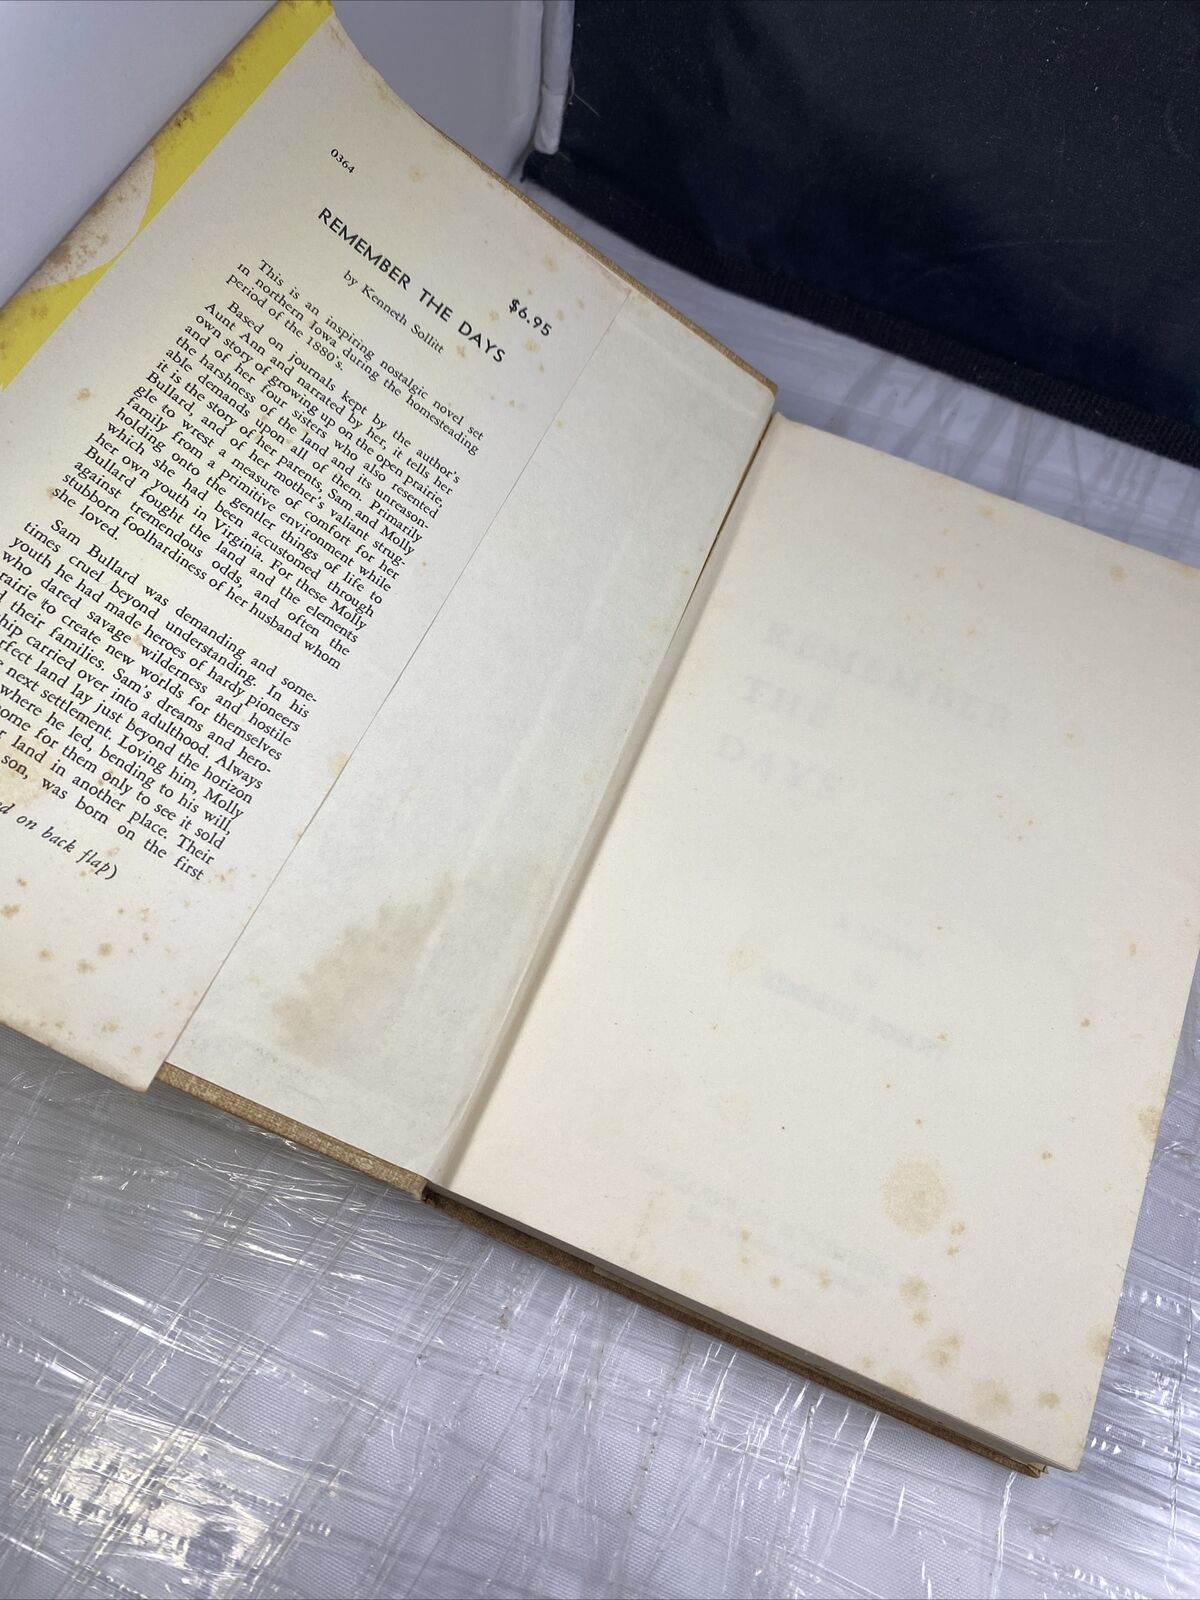 0364
$6.95
REMEMBER THE DAYS
by Kenneth Sollitt
This is an inspiring nostalgic novel set
in northern Iowa during the homesteading
period of the 1880's.
Based on journals kept by the author's
Aunt Ann and narrated by her, it tells her
own story of growing up on the open prairie,
and of her four sisters who also resented
the harshness of the land and its unreason-
able demands upon all of them. Primarily
it is the story of her parents, Sam and Molly
Bullard, and of her mother's valiant strug-
gle to wrest a measure of comfort for her
family from a primitive environment while
holding onto the gentler things of life to
which she had been accustomed through
her own youth in Virginia. For these Molly
Bullard fought the land and the elements
against tremendous odds, and often the
stubborn foolhardiness of her husband whom
she loved.
Sam Bullard was demanding and some-
times cruel beyond understanding. In his
youth he had made heroes of hardy pioneers
who dared savage wilderness and hostile
prairie to create new worlds for themselves
their families. Sam's dreams and hero-
carried over into adulthood. Always
land lay just beyond the horizon
next settlement. Loving him, Molly
where he led, bending to his will,
for them only to see it sold
land in another place. Their
son, was born on the first
on back flap)